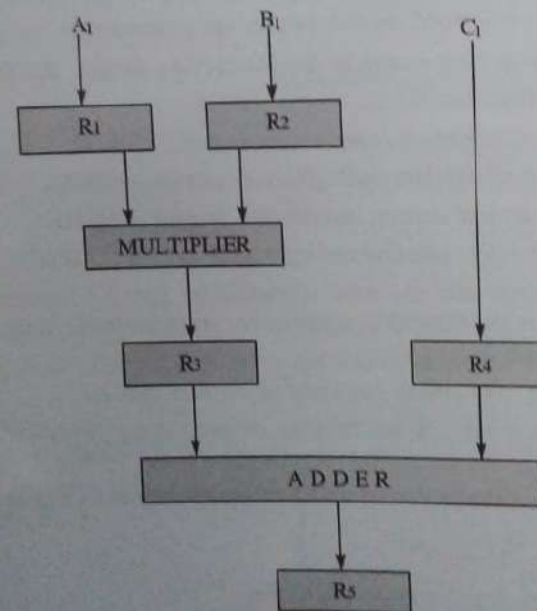 A1 B1 C1
R1 R2
MULTIPLIER
R3 R4
ADDER
R5